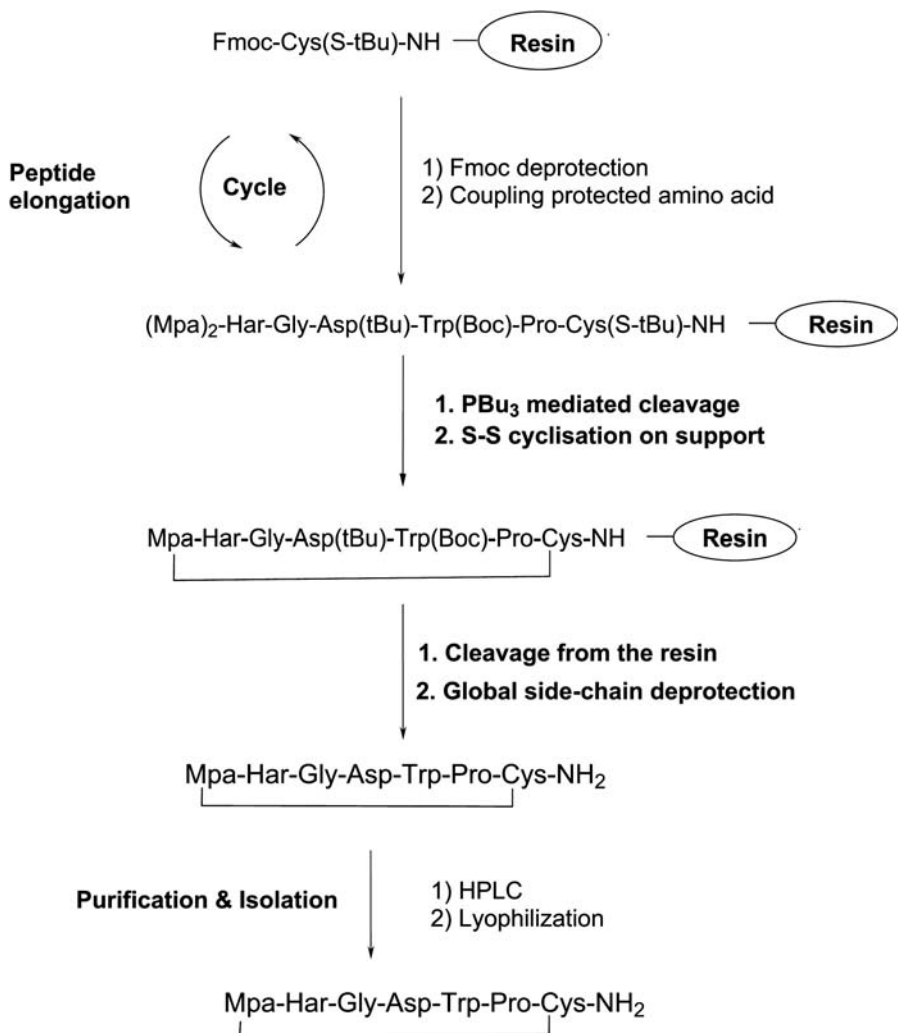 Fmoc-Cys(S-tBu)-NH — Resin
Peptide elongation
Cycle
1) Fmoc deprotection
2) Coupling protected amino acid
(Mpa)₂-Har-Gly-Asp(tBu)-Trp(Boc)-Pro-Cys(S-tBu)-NH — Resin
1. PBu₃ mediated cleavage
2. S-S cyclisation on support
Mpa-Har-Gly-Asp(tBu)-Trp(Boc)-Pro-Cys-NH — Resin
1. Cleavage from the resin
2. Global side-chain deprotection
Mpa-Har-Gly-Asp-Trp-Pro-Cys-NH₂
Purification & Isolation
1) HPLC
2) Lyophilization
Mpa-Har-Gly-Asp-Trp-Pro-Cys-NH₂